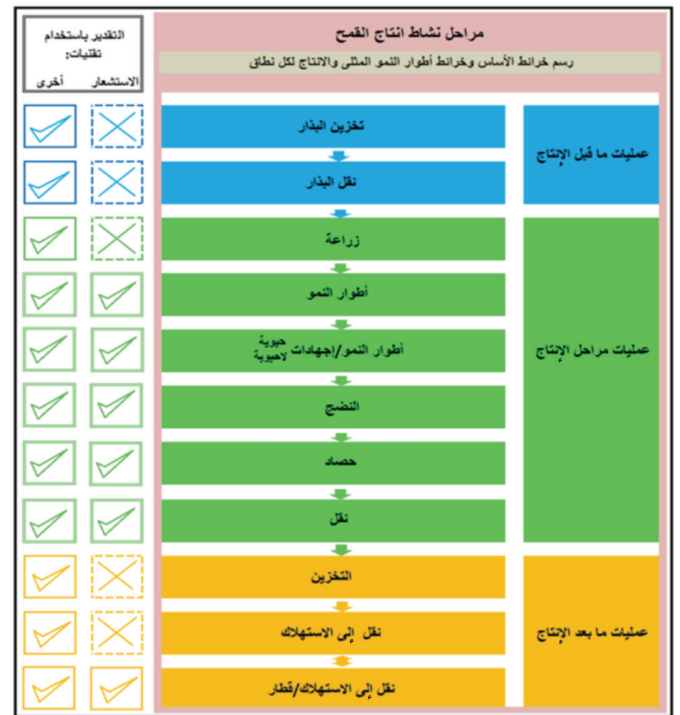 مراحل نشاط انتاج القمح
رسم خرائط الأساس وخرائط أطوار النمو المثلى والانتاج لكل نطاق
التقدير باستخدام
تقنيات:
الاستشعار أخرى
عمليات ما قبل الإنتاج
تخزين البذار
نقل البذار
عمليات مراحل الإنتاج
زراعة
أطوار النمو
أطوار النمو/إجهادات حيوية
لاحيوية
النضج
حصاد
نقل
عمليات ما بعد الإنتاج
التخزين
نقل إلى الاستهلاك
نقل إلى الاستهلاك/قطار